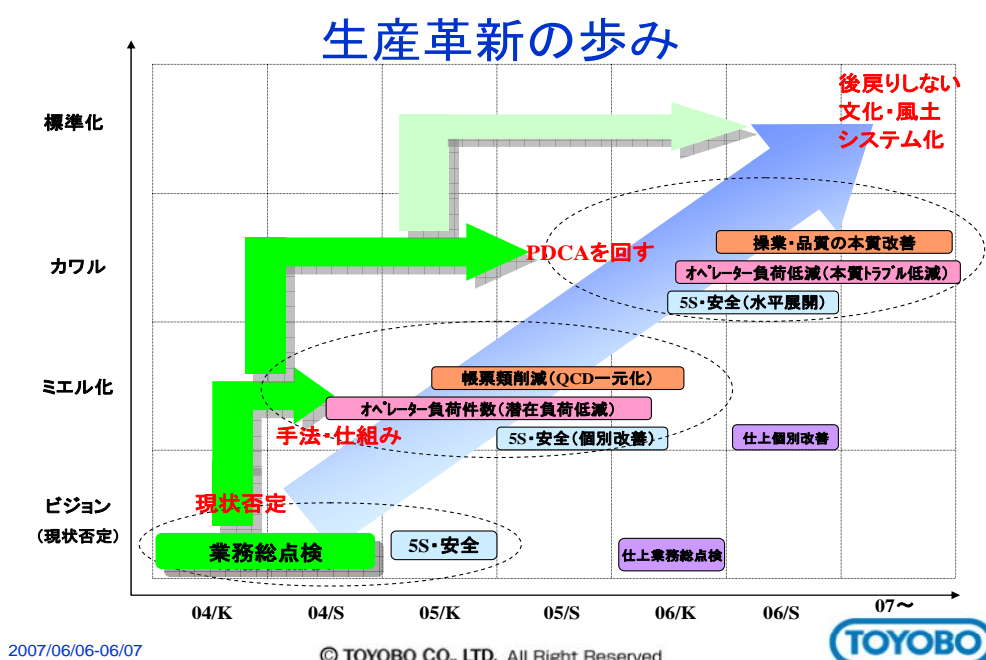 生産革新の歩み
後戻りしない
文化・風土
システム化
標準化
カワル
ミエル化
ビジョン
(現状否定)
PDCAを回す
操業・品質の本質改善
オペレーター負荷低減(本質トラブル低減)
5S・安全(水平展開)
帳票類削減(QCD一元化)
オペレーター負荷件数(潜在負荷低減)
手法・仕組み
5S・安全(個別改善)
仕上個別改善
現状否定
業務総点検
5S・安全
仕上業務総点検
04/K
04/S
05/K
05/S
06/K
06/S
07～
2007/06/06-06/07
© TOYOBO CO., LTD. All Right Reserved
TOYOBO